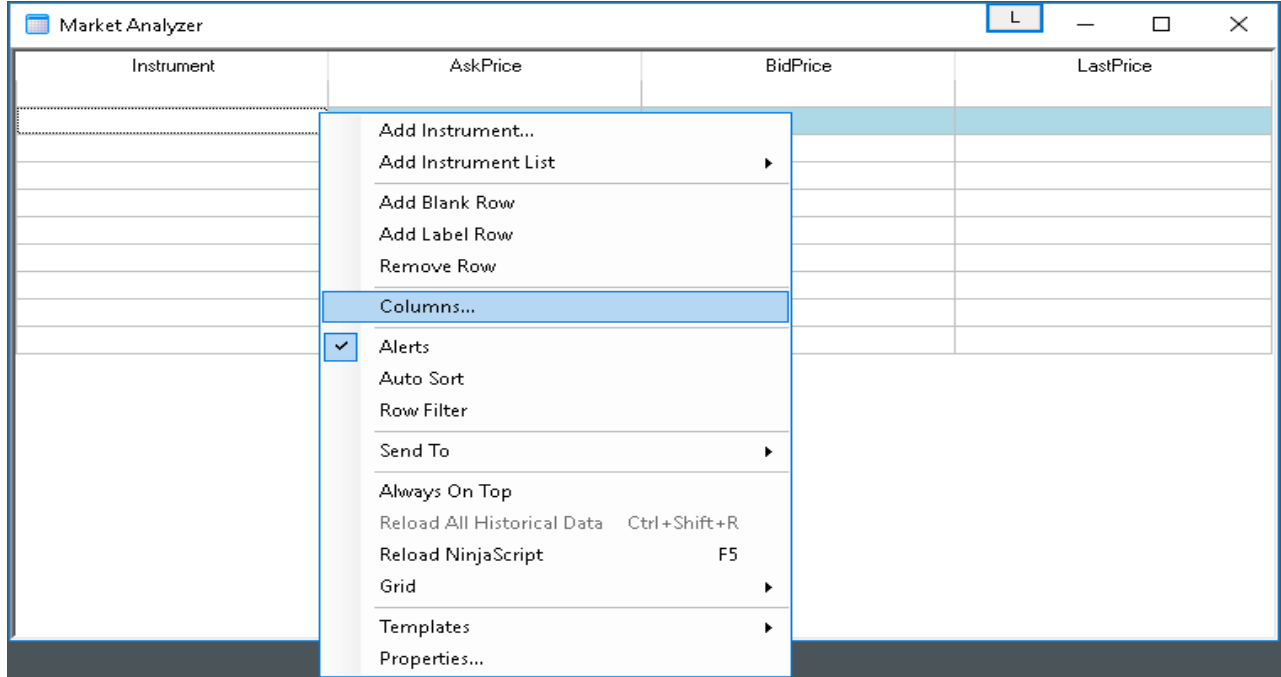 Market Analyzer L
Instrument AskPrice BidPrice LastPrice
Add Instrument...
Add Instrument List
Add Blank Row
Add Label Row
Remove Row
Columns...
Alerts
Auto Sort
Row Filter
Send To
Always On Top
Reload All Historical Data Ctrl+Shift+R
Reload NinjaScript F5
Grid
Templates
Properties...